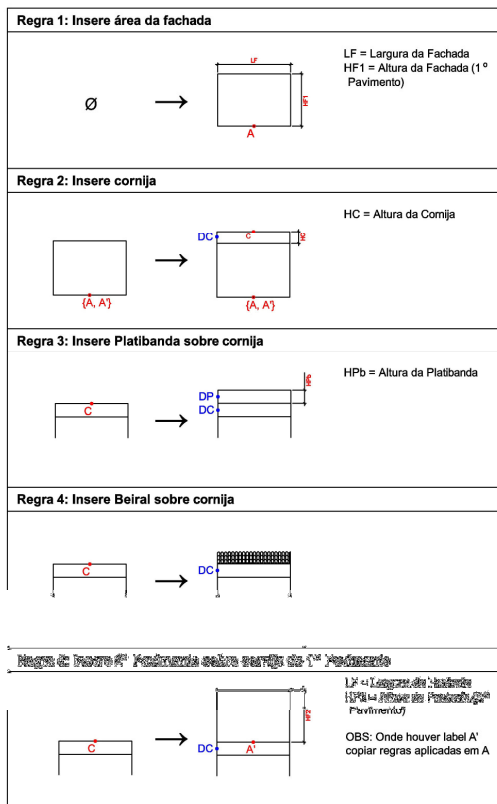 Regra 1: Insere área da fachada
LF = Largura da Fachada
HF1 = Altura da Fachada (1º
Pavimento)
LF
HF1
Ø
A
Regra 2: Insere cornija
HC = Altura da Cornija
DC
C
HC
{A, A'}
{A, A'}
Regra 3: Insere Platibanda sobre cornija
HPb = Altura da Platibanda
HPb
DP
DC
C
Regra 4: Insere Beiral sobre cornija
C
DC
Pavimento)
HF2
OBS: Onde houver label A'
copiar regras aplicadas em A
C
DC
A'